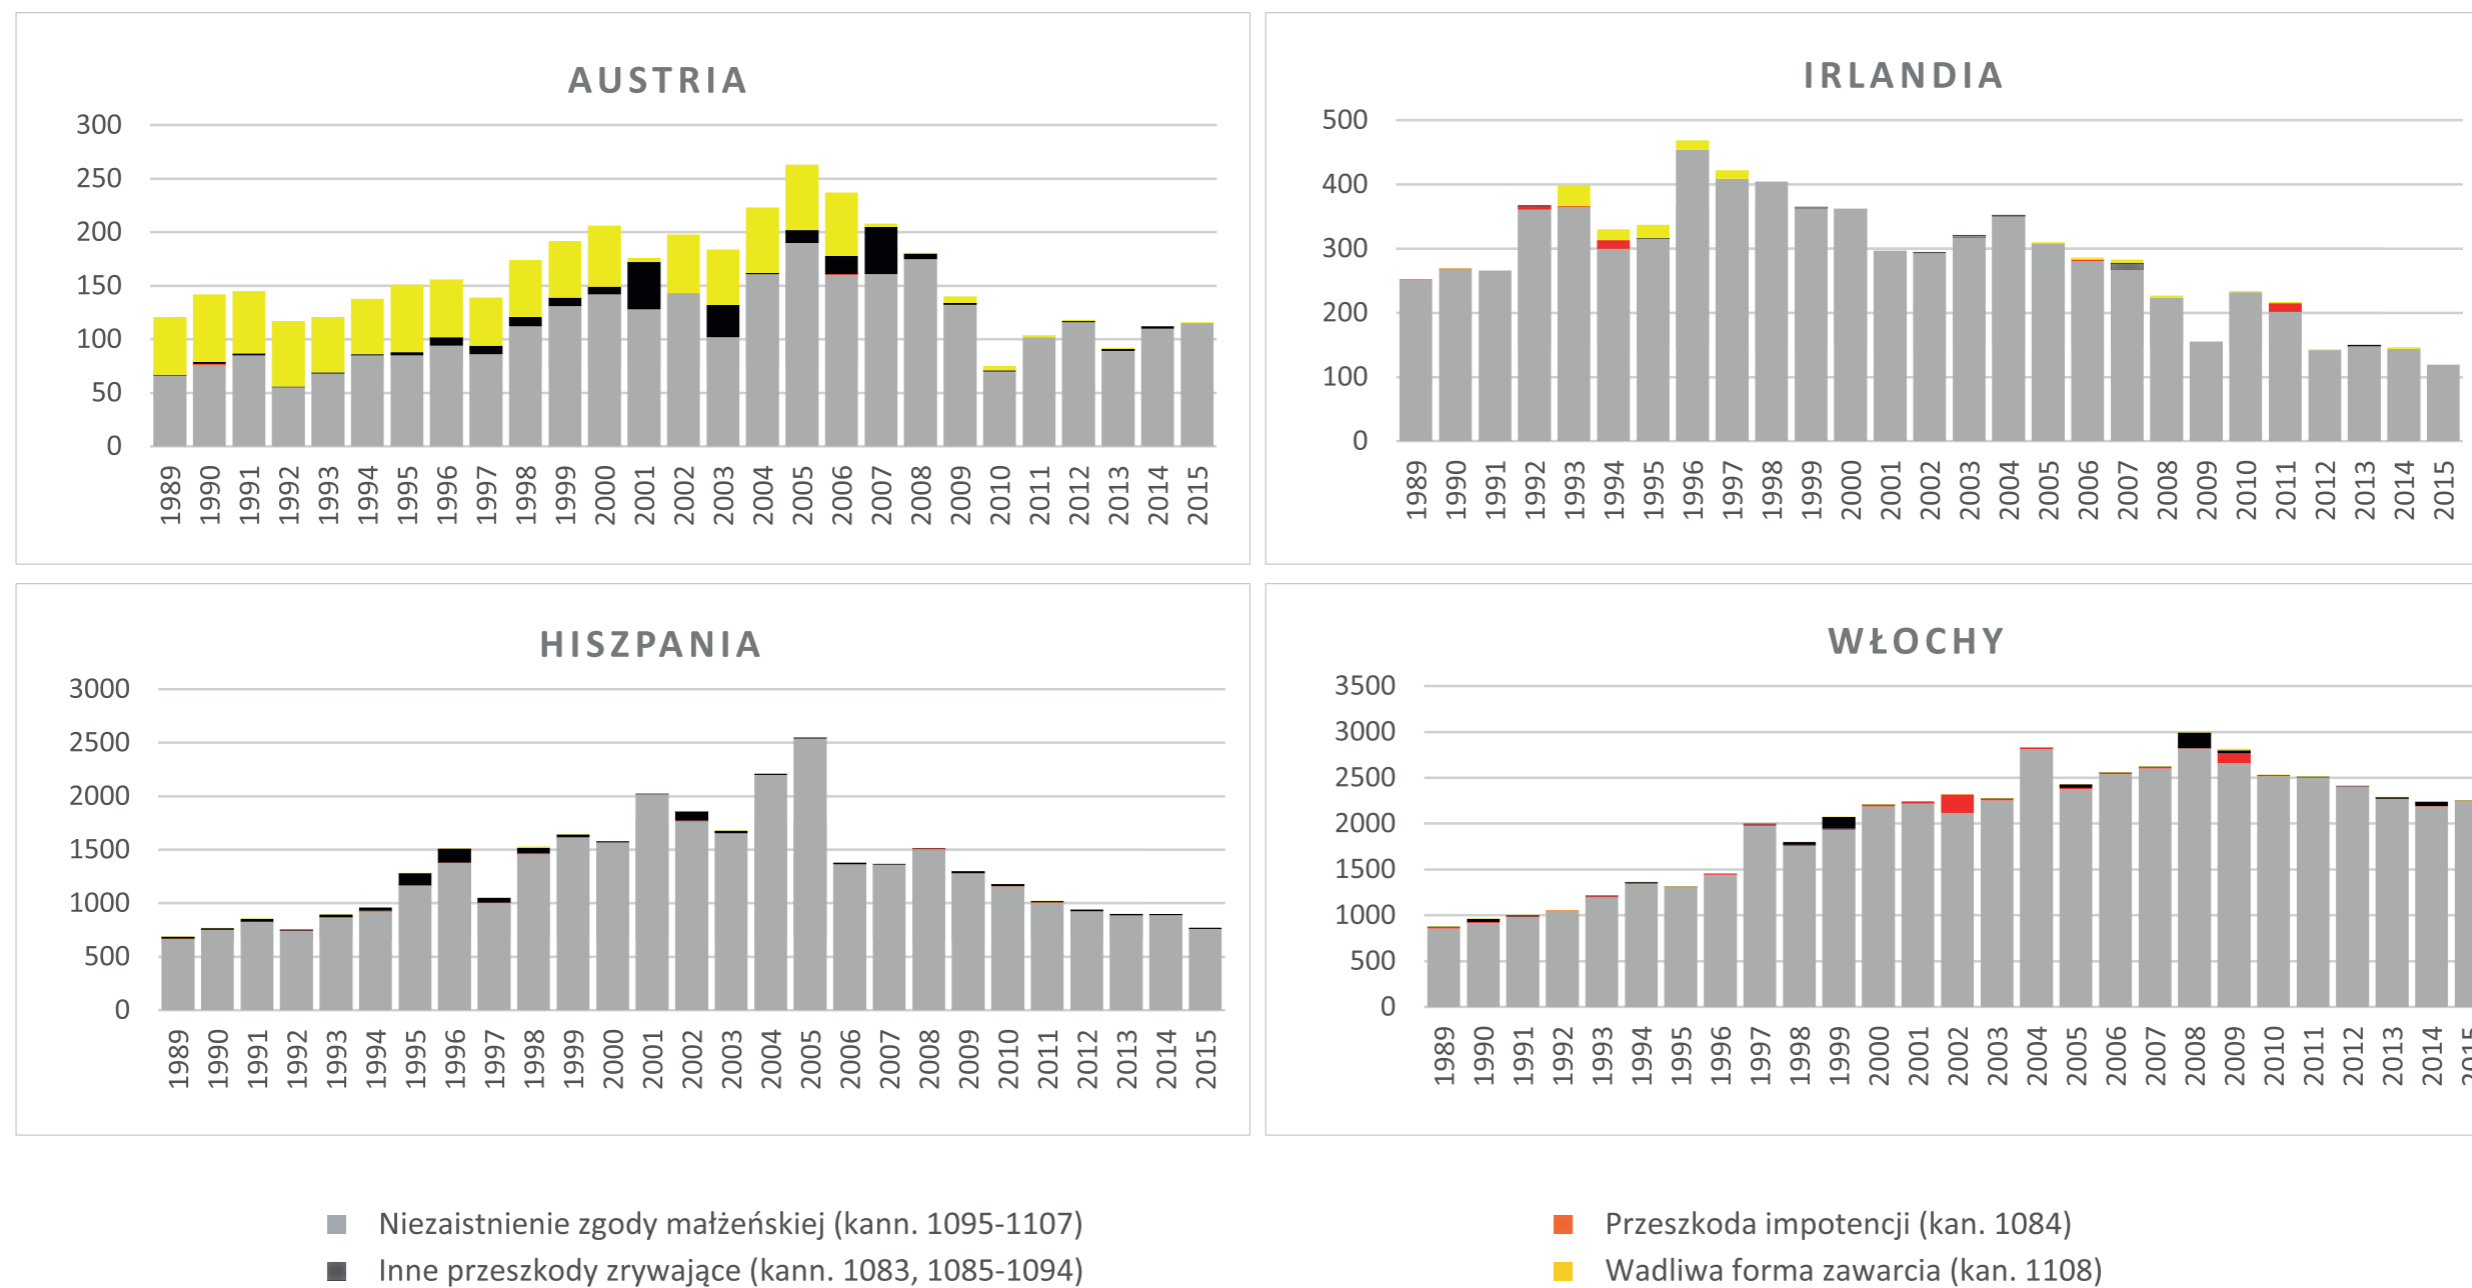 AUSTRIA
300
250
200
150
100
50
0
1989 1990 1991 1992 1993 1994 1995 1996 1997 1998 1999 2000 2001 2002 2003 2004 2005 2006 2007 2008 2009 2010 2011 2012 2013 2014 2015
IRLANDIA
500
400
300
200
100
0
1989 1990 1991 1992 1993 1994 1995 1996 1997 1998 1999 2000 2001 2002 2003 2004 2005 2006 2007 2008 2009 2010 2011 2012 2013 2014 2015
HISZPANIA
3000
2500
2000
1500
1000
500
0
1989 1990 1991 1992 1993 1994 1995 1996 1997 1998 1999 2000 2001 2002 2003 2004 2005 2006 2007 2008 2009 2010 2011 2012 2013 2014 2015
WŁOCHY
3500
3000
2500
2000
1500
1000
500
0
1989 1990 1991 1992 1993 1994 1995 1996 1997 1998 1999 2000 2001 2002 2003 2004 2005 2006 2007 2008 2009 2010 2011 2012 2013 2014 2015
Niezaistnienie zgody małżeńskiej (kann. 1095-1107)
Przeszkoda impotencji (kan. 1084)
Inne przeszkody zrywające (kann. 1083, 1085-1094)
Wadliwa forma zawarcia (kan. 1108)